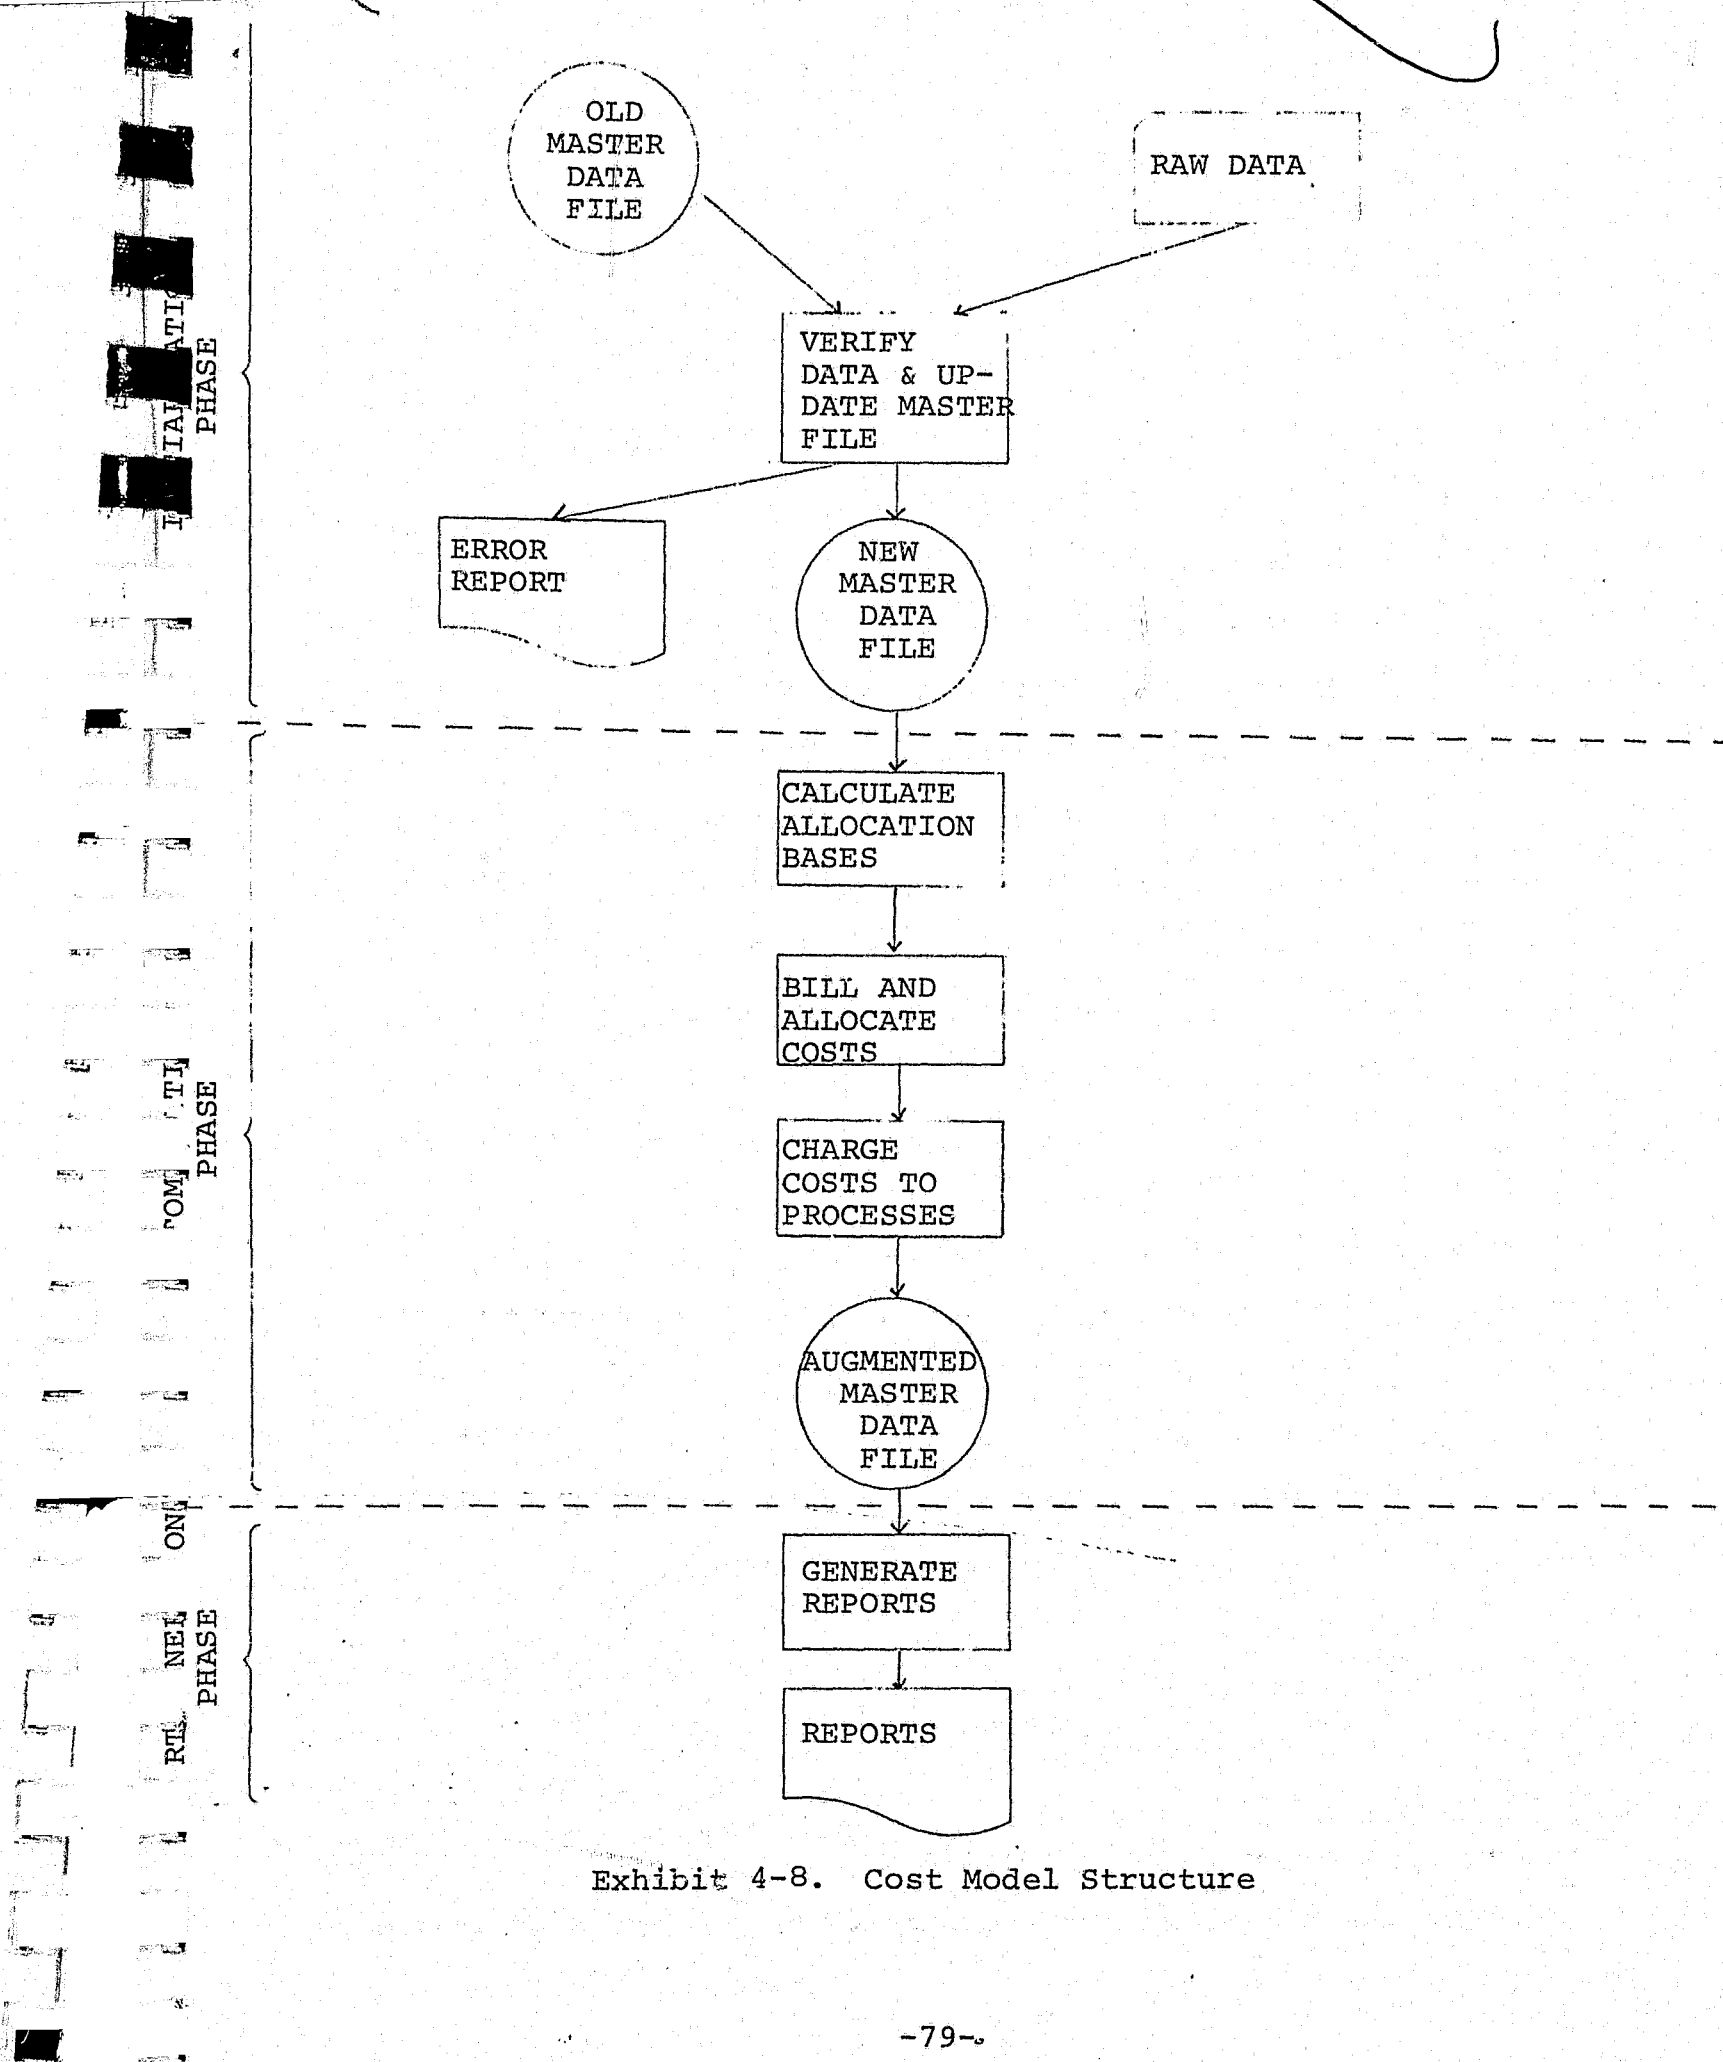 OLD
MASTER
DATA
FILE
RAW DATA
VERIFY
DATA & UP-
DATE MASTER
FILE
PHASE
ERROR
REPORT
NEW
MASTER
DATA
FILE
CALCULATE
ALLOCATION
BASES
BILL AND
ALLOCATE
COSTS
PHASE
CHARGE
COSTS TO
PROCESSES
AUGMENTED
MASTER
DATA
FILE
GENERATE
REPORTS
PHASE
REPORTS
Exhibit 4-8. Cost Model Structure
-79-